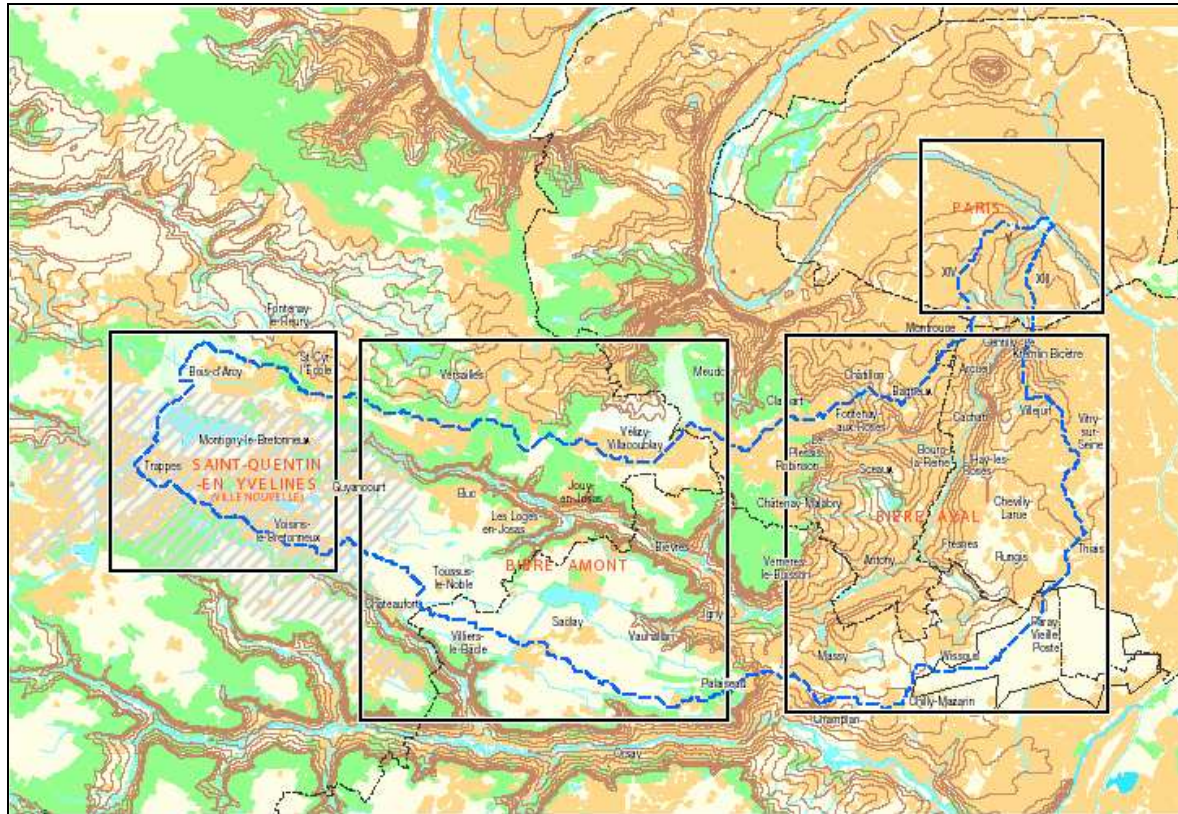 PARIS
XIV
XIII
Fontenay
-le-Fleury
Montrouge
Gentilly
Kremlin Bicêtre
St-Cyr
l'École
Bois-d'Arcy
Versailles
Meudon
Châtillon
Arcueil
Clamart
Bagneux
Fontenay
-aux-Roses
Cachan
Villejuif
Vitry
-sur-
Seine
Montigny-le-Bretonneux
Vélizy-
Villacoublay
Le
Plessis
Robinson
Bourg
-la-Reine
Haÿ-les
Roses
Trappes
SAINT-QUENTIN
-EN YVELINES
(VILLE NOUVELLE)
Guyancourt
Buc
Jouy
-en-Josas
Sceaux
Châtenay-Malabry
Chevilly
Larue
Les Loges
en-Josas
BIEVRE AVAL
Voisins-
le-Bretonneux
Bièvres
Fresnes
Rungis
Thiais
BIEVRE AMONT
Verrières
-le-Buisson
Antony
Toussus
-le-Noble
Châteaufort
Saclay
Igny
Villiers
-le-Bâcle
Vauhallan
Massy
Wissous
Paray
Vieille
Poste
Palaiseau
Chilly-Mazarin
Champlan
Orsay